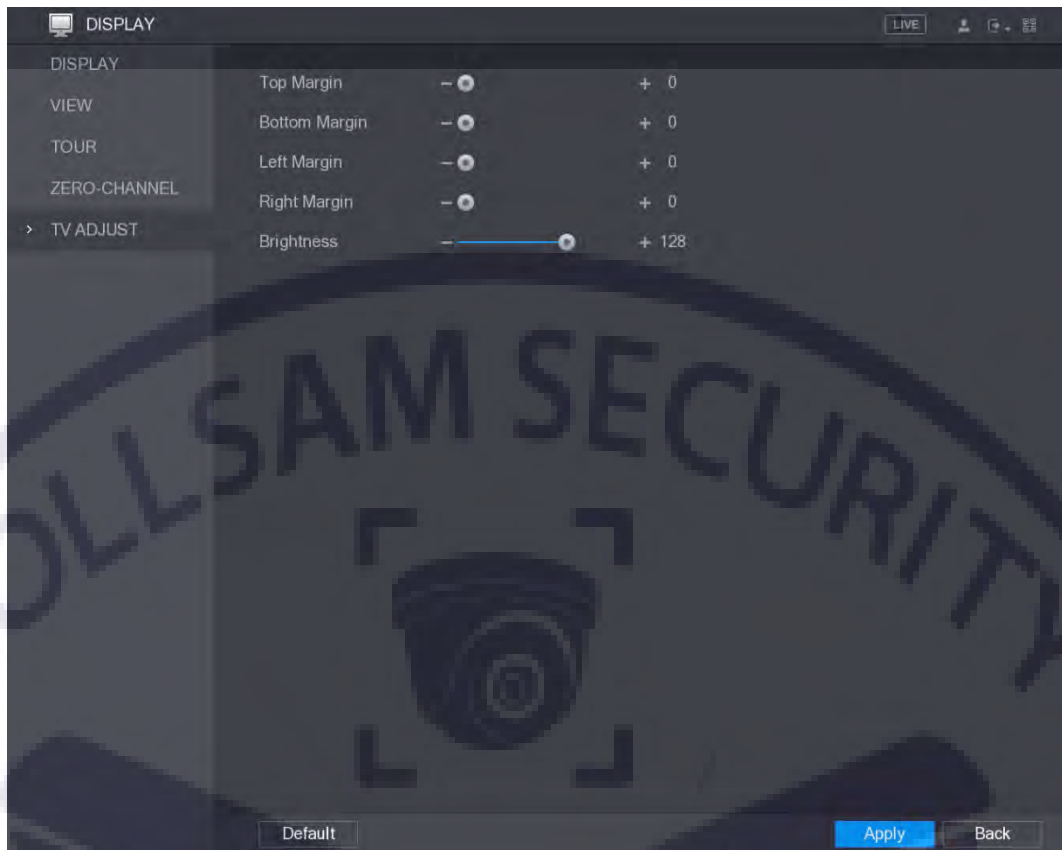 DISPLAY
LIVE
DISPLAY
VIEW
TOUR
ZERO-CHANNEL
TV ADJUST
Top Margin - + 0
Bottom Margin - + 0
Left Margin - + 0
Right Margin - + 0
Brightness - + 128
OLLSAM SECURITY
Default
Apply
Back